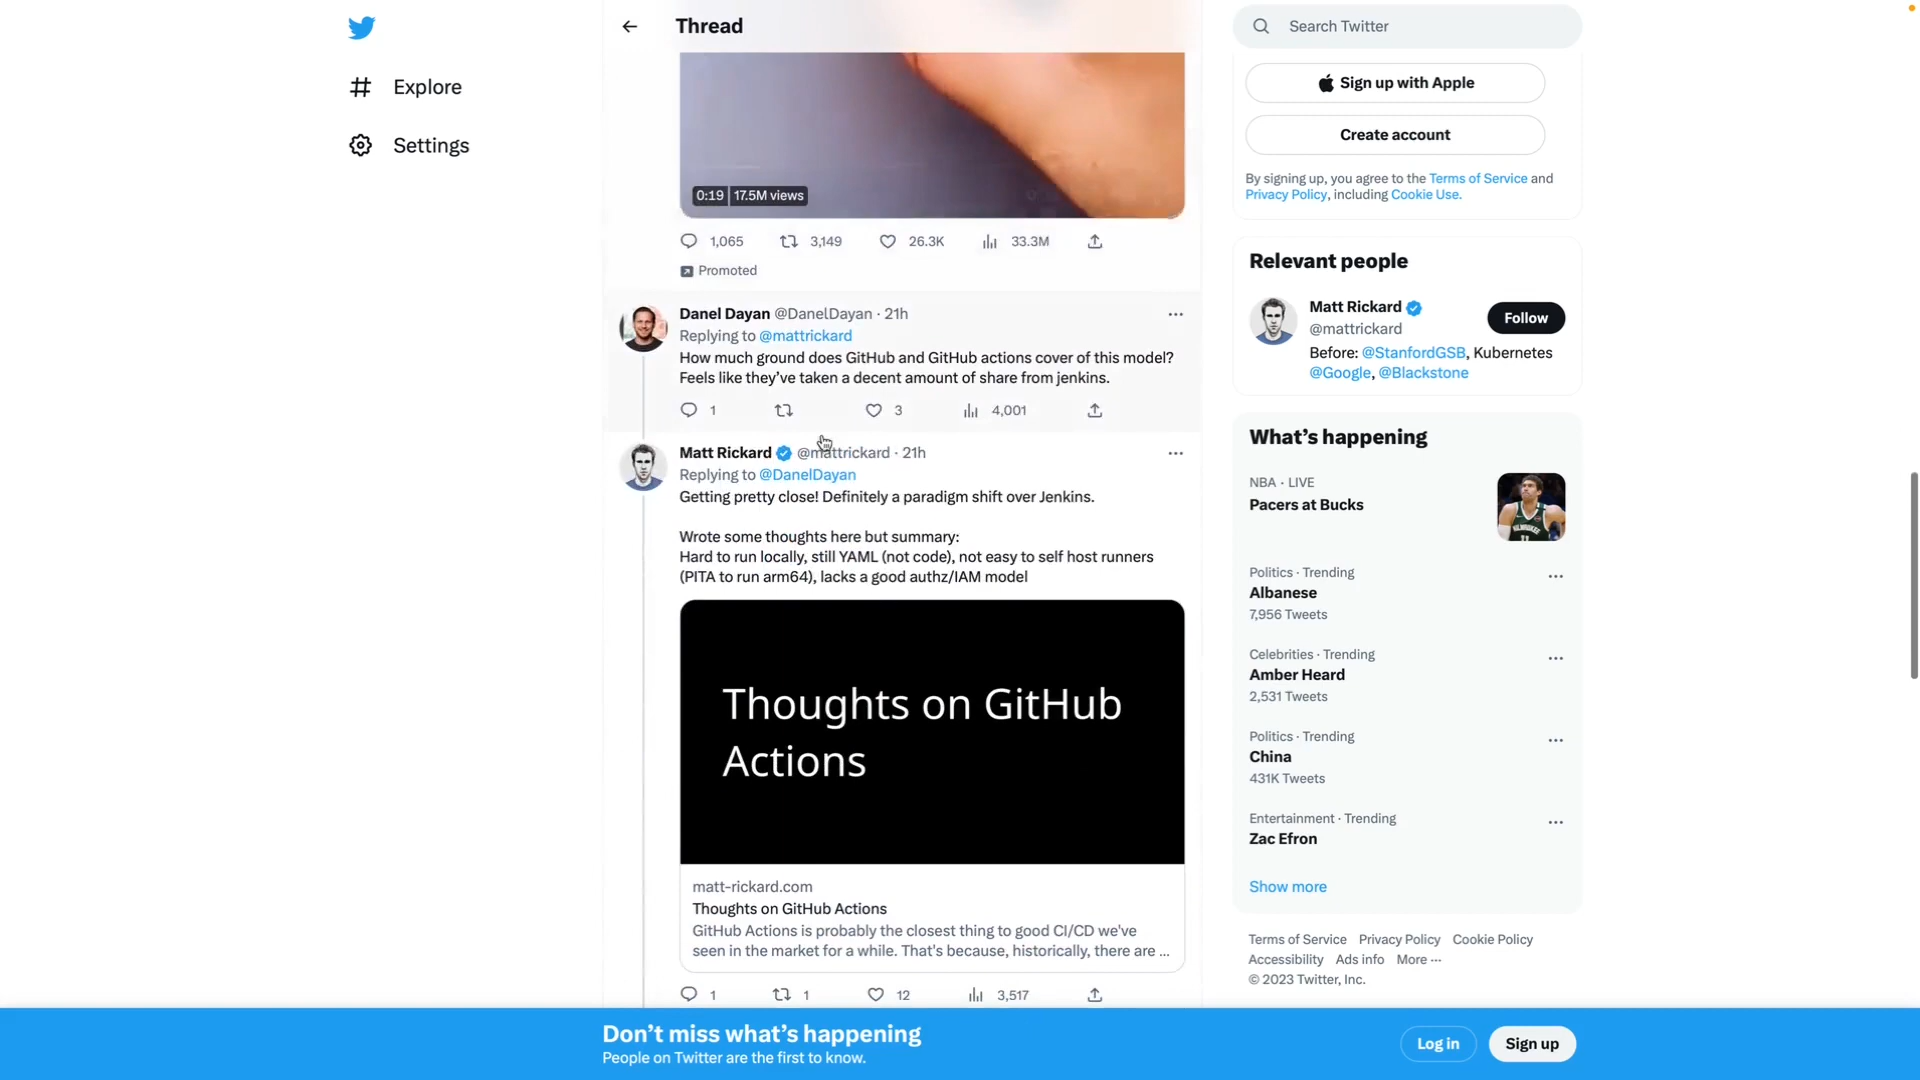 Explore
Settings
Thread
0:19 17.5M views
1,065 3,149 26.3K 33.3M
Promoted
Danel Dayan @DanelDayan · 21h
Replying to @mattrickard
How much ground does GitHub and GitHub actions cover of this model?
Feels like they’ve taken a decent amount of share from jenkins.
1 3 4,001
Matt Rickard @mattrickard · 21h
Replying to @DanelDayan
Getting pretty close! Definitely a paradigm shift over Jenkins.
Wrote some thoughts here but summary:
Hard to run locally, still YAML (not code), not easy to self host runners
(PITA to run arm64), lacks a good authz/IAM model
Thoughts on GitHub
Actions
matt-rickard.com
Thoughts on GitHub Actions
GitHub Actions is probably the closest thing to good CI/CD we've
seen in the market for a while. That's because, historically, there are ...
1 1 12 3,517
Search Twitter
Sign up with Apple
Create account
By signing up, you agree to the Terms of Service and
Privacy Policy, including Cookie Use.
Relevant people
Matt Rickard
@mattrickard
Follow
Before: @StanfordGSB, Kubernetes
@Google, @Blackstone
What’s happening
NBA · LIVE
Pacers at Bucks
Politics · Trending
Albanese
7,956 Tweets
Celebrities · Trending
Amber Heard
2,531 Tweets
Politics · Trending
China
431K Tweets
Entertainment · Trending
Zac Efron
Show more
Terms of Service Privacy Policy Cookie Policy
Accessibility Ads info More ···
© 2023 Twitter, Inc.
Don’t miss what’s happening
People on Twitter are the first to know.
Log in
Sign up